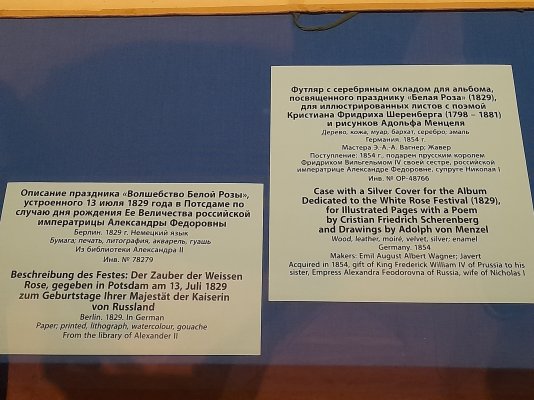 Описание праздника «Волшебство Белой Розы»,
устроенного 13 июля 1829 года в Потсдаме по
случаю дня рождения Ее Величества российской
императрицы Александры Федоровны
Берлин. 1829 г. Немецкий язык
Бумага; печать, литография, акварель, гуашь
Из библиотеки Александра II
Инв. № 78279
Beschreibung des Festes: Der Zauber der Weissen
Rose, gegeben in Potsdam am 13, Juli 1829
zum Geburtstage Ihrer Majestät der Kaiserin
von Russland
Berlin. 1829. In German
Paper: printed, lithograph, watercolour, gouache
From the library of Alexander II
Футляр с серебряным окладом для альбома,
посвященного празднику «Белая Роза» (1829),
для иллюстрированных листов с поэмой
Кристиана Фридриха Шеренберга (1798 – 1881)
и рисунков Адольфа Менцеля
Дерево, кожа, муар, бархат, серебро; эмаль
Германия. 1854 г.
Мастера Э.-А.-А. Вагнер; Жавер
Поступление: 1854 г., подарен прусским королем
Фридрихом Вильгельмом IV своей сестре, российской
императрице Александре Федоровне, супруге Николая I
Инв. № ОР-48766
Case with a Silver Cover for the Album
Dedicated to the White Rose Festival (1829),
for Illustrated Pages with a Poem
by Cristian Friedrich Scherenberg
and Drawings by Adolph von Menzel
Wood, leather, moiré, velvet, silver; enamel
Germany. 1854
Makers: Emil August Albert Wagner; Javert
Acquired in 1854, gift of King Frederick William IV of Prussia to his
sister, Empress Alexandra Feodorovna of Russia, wife of Nicholas I